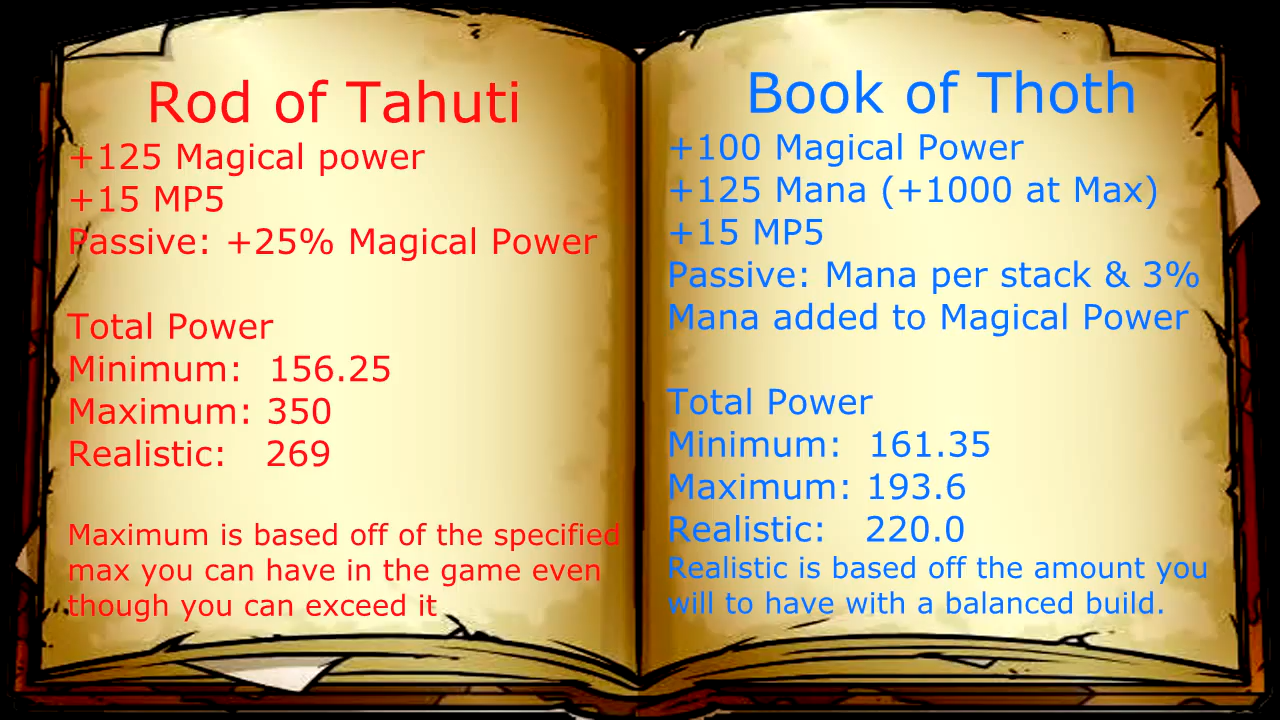 Rod of Tahuti
+125 Magical power
+15 MP5
Passive: +25% Magical Power
Total Power
Minimum: 156.25
Maximum: 350
Realistic: 269
Maximum is based off of the specified
max you can have in the game even
though you can exceed it
Book of Thoth
+100 Magical Power
+125 Mana (+1000 at Max)
+15 MP5
Passive: Mana per stack & 3%
Mana added to Magical Power
Total Power
Minimum: 161.35
Maximum: 193.6
Realistic: 220.0
Realistic is based off the amount you
will to have with a balanced build.